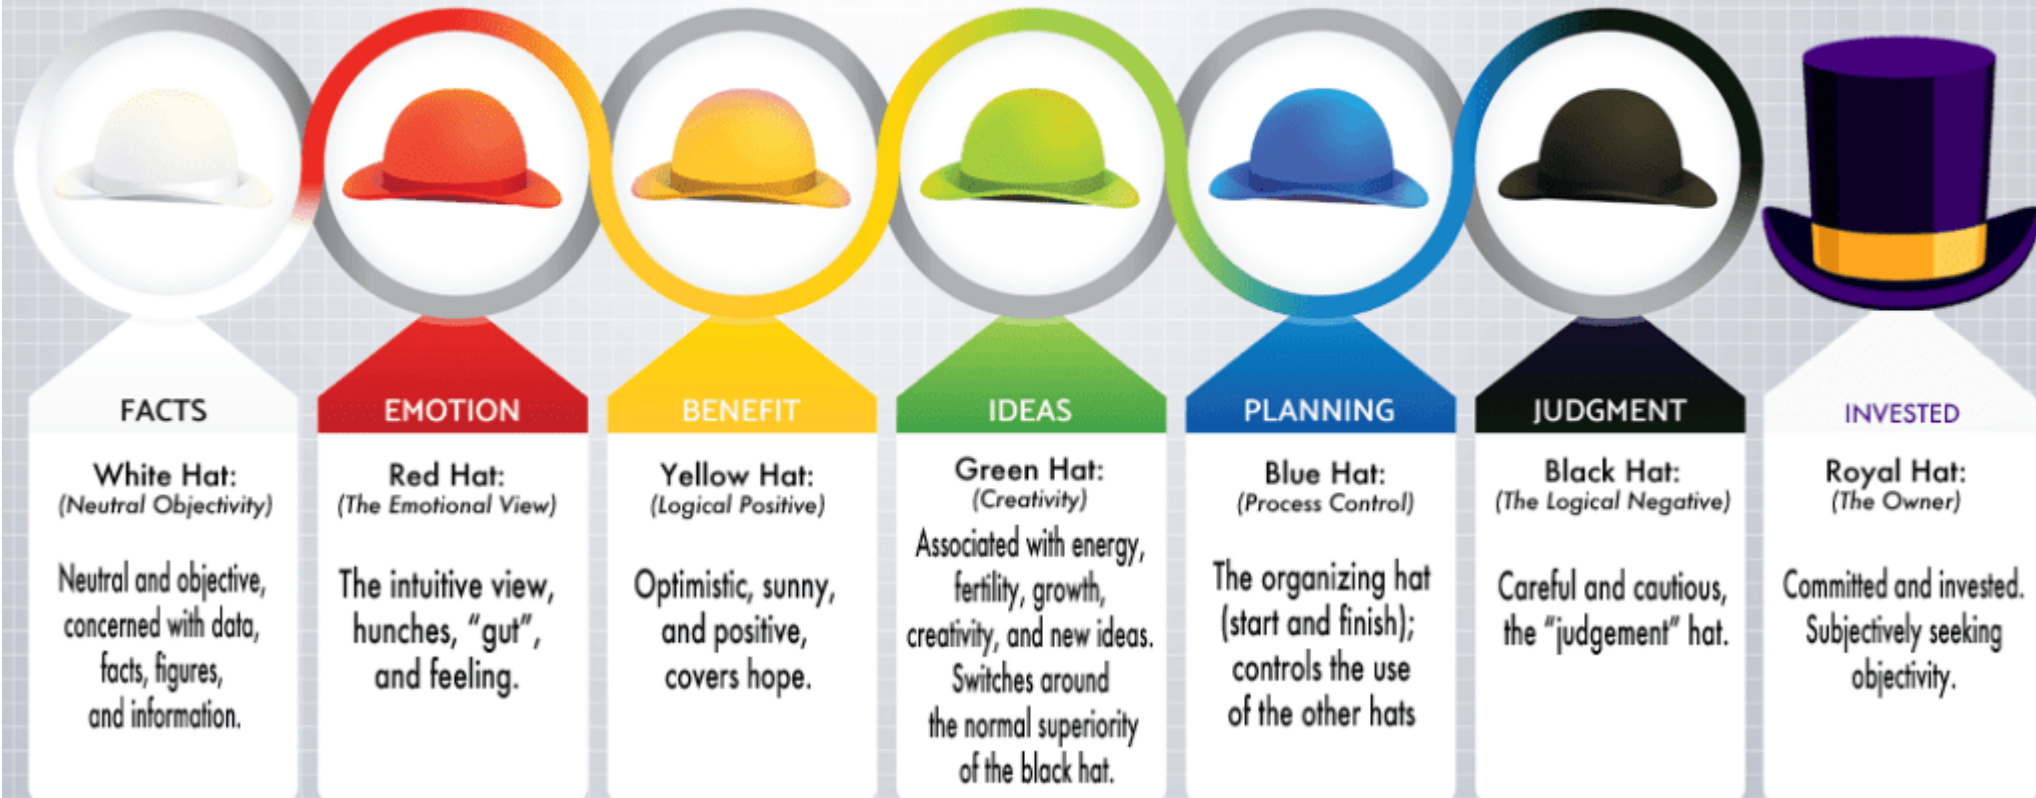 FACTS
White Hat:
(Neutral Objectivity)
Neutral and objective,
concerned with data,
facts, figures,
and information.
EMOTION
Red Hat:
(The Emotional View)
The intuitive view,
hunches, “gut”,
and feeling.
BENEFIT
Yellow Hat:
(Logical Positive)
Optimistic, sunny,
and positive,
covers hope.
IDEAS
Green Hat:
(Creativity)
Associated with energy,
fertility, growth,
creativity, and new ideas.
Switches around
the normal superiority
of the black hat.
PLANNING
Blue Hat:
(Process Control)
The organizing hat
(start and finish);
controls the use
of the other hats
JUDGMENT
Black Hat:
(The Logical Negative)
Careful and cautious,
the “judgement” hat.
INVESTED
Royal Hat:
(The Owner)
Committed and invested.
Subjectively seeking
objectivity.